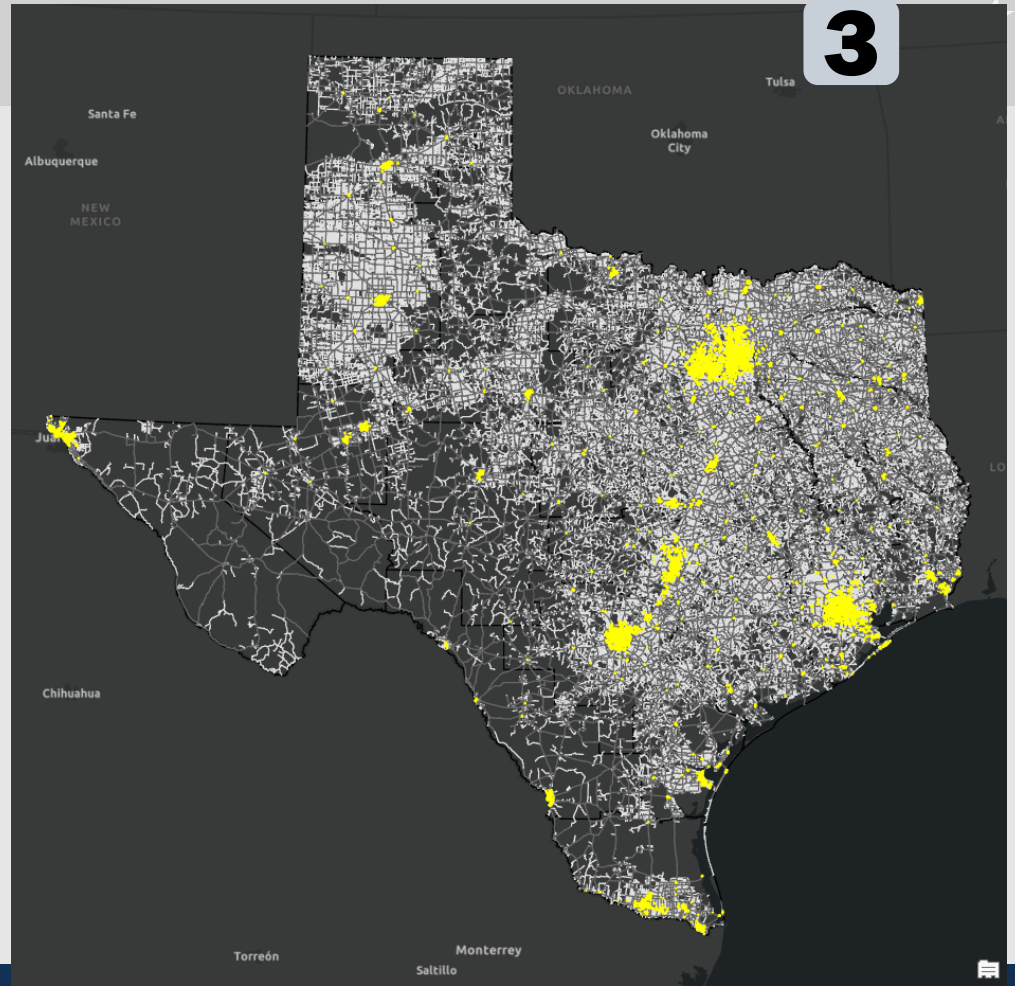 3
OKLAHOMA
Tulsa
Santa Fe
Oklahoma
City
Albuquerque
NEW
MEXICO
Chihuahua
Torreón
Monterrey
Saltillo